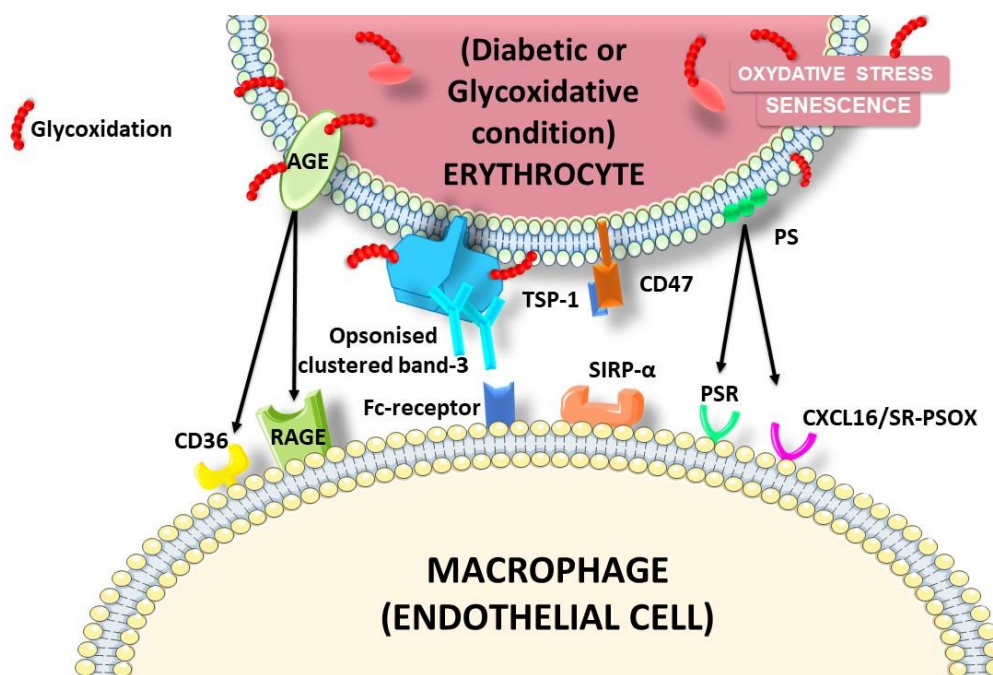 (Diabetic or
Glycoxidative
condition)
ERYTHROCYTE
OXYDATIVE STRESS
SENESCENCE
Glycoxidation
AGE
PS
TSP-1
CD47
Opsonised
clustered band-3
SIRP-α
Fc-receptor
PSR
CXCL16/SR-PSOX
CD36
RAGE
MACROPHAGE
(ENDOTHELIAL CELL)